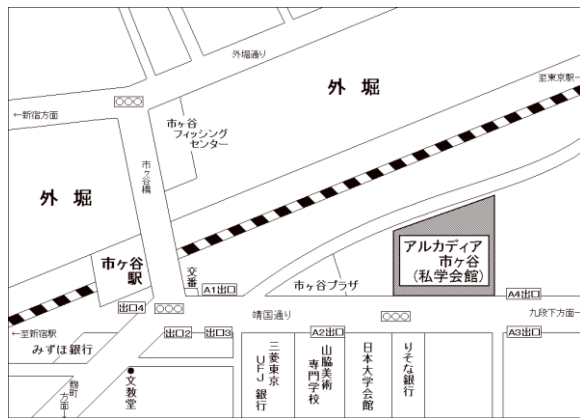 外堀通り
外 堀
至東京駅→
←新宿方面
市ヶ谷
フィッシング
センター
市ヶ谷橋
外 堀
市ヶ谷
駅
交番
A1出口
市ヶ谷プラザ
アルカディア
市ヶ谷
(私学会館)
A4出口
出口4
靖国通り
九段下方面→
←至新宿駅
みずほ銀行
出口2
出口3
A2出口
A3出口
麹町
方面→
文教堂
三菱東京
UFJ 銀行
山脇美術
専門学校
日本大学会館
りそな銀行